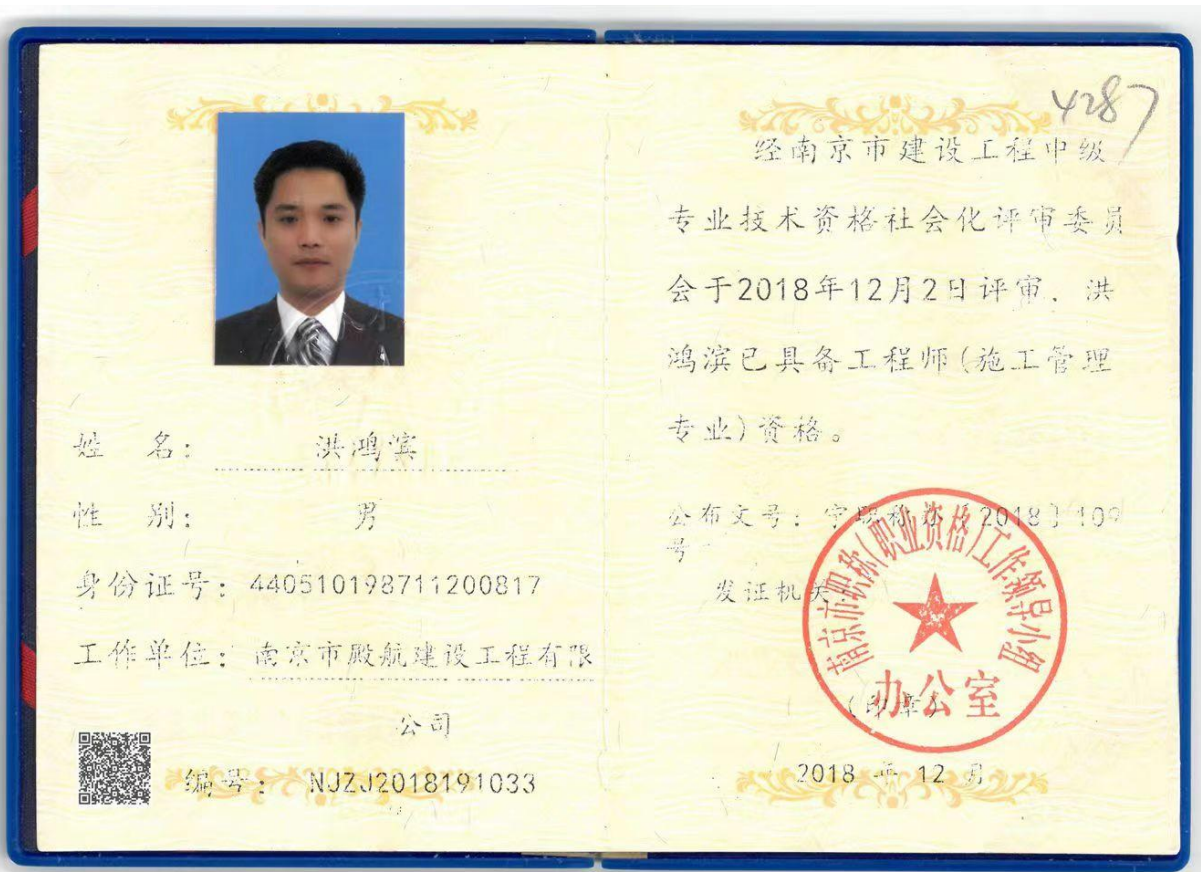 姓 名: 洪鸿滨
性 别: 男
身份证号: 440510198711200817
工作单位: 南京市殿航建设工程有限
公司
编号: NJZJ2018191033
4287
经南京市建设工程中级
专业技术资格社会化评审委员
会于2018年12月2日评审、洪
鸿滨已具备工程师(施工管理
专业)资格。
公布文号: 宁职称办〔2018〕109
号
发证机关:
南京市职称(职业资格)工作领导小组
办公室
(印章)
2018 年 12 月